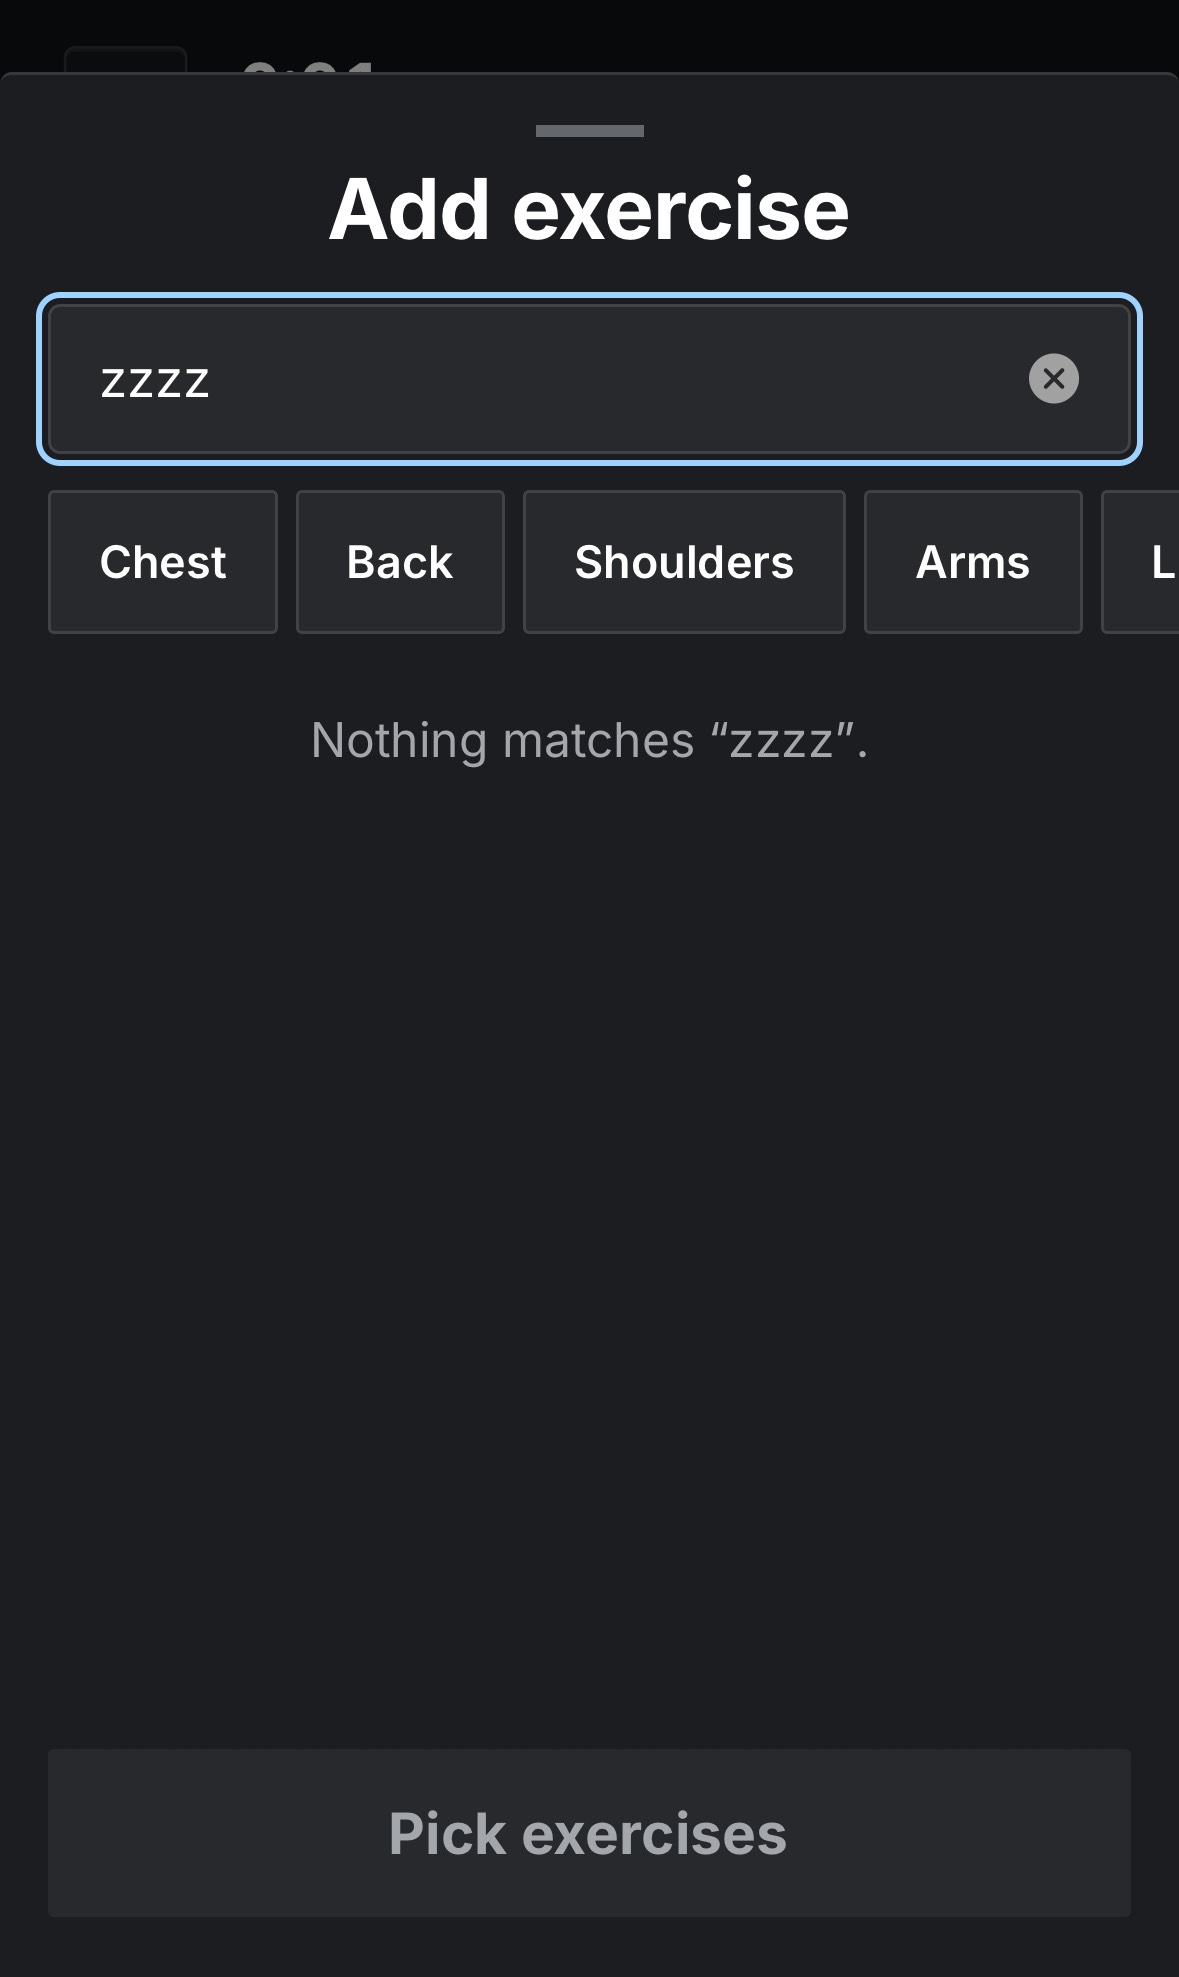 Add exercise
zzzz
Chest Back Shoulders Arms
Nothing matches “zzzz”.
Pick exercises